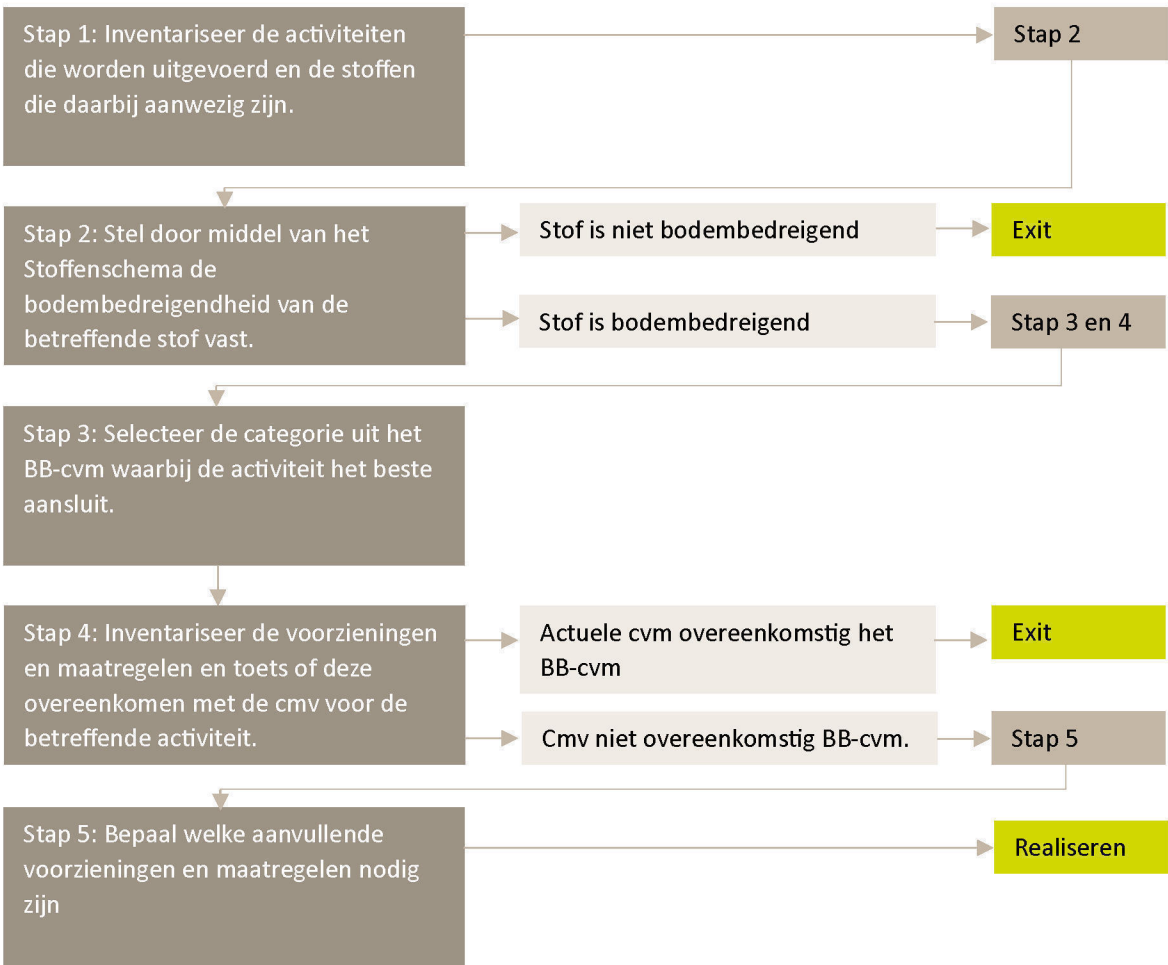 Stap 1: Inventariseer de activiteiten
die worden uitgevoerd en de stoffen
die daarbij aanwezig zijn.
Stap 2
Stap 2: Stel door middel van het
Stoffenschema de
bodembedreigendheid van de
betreffende stof vast.
Stof is niet bodembedreigend
Exit
Stof is bodembedreigend
Stap 3 en 4
Stap 3: Selecteer de categorie uit het
BB-cvm waarbij de activiteit het beste
aansluit.
Stap 4: Inventariseer de voorzieningen
en maatregelen en toets of deze
overeenkomen met de cmv voor de
betreffende activiteit.
Actuele cvm overeenkomstig het
BB-cvm
Exit
Cmv niet overeenkomstig BB-cvm.
Stap 5
Stap 5: Bepaal welke aanvullende
voorzieningen en maatregelen nodig
zijn
Realiseren